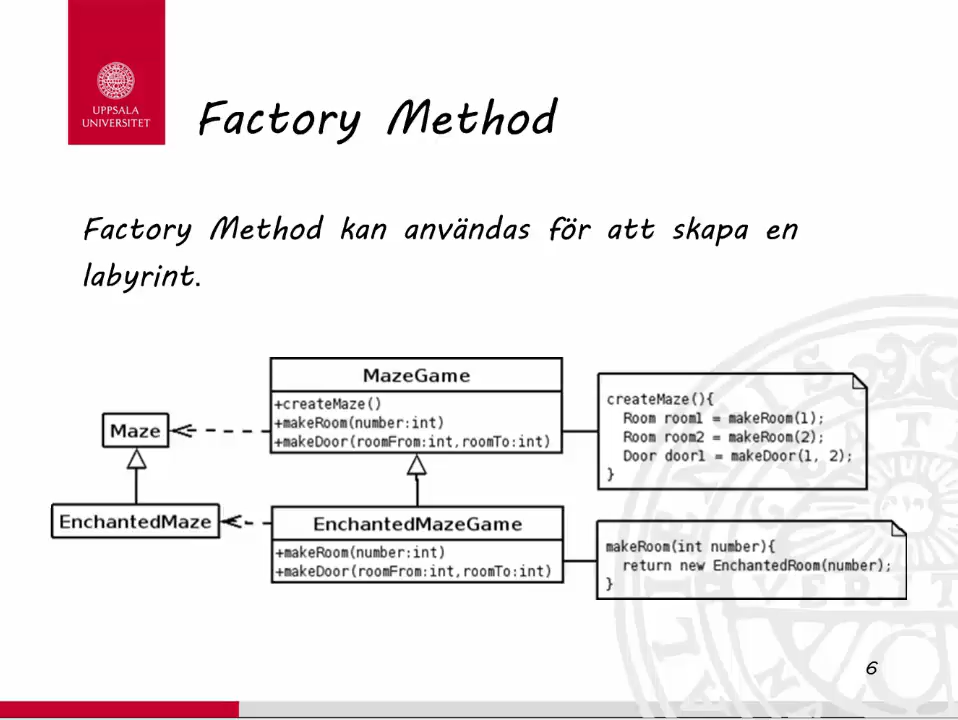 UPPSALA
UNIVERSITET
Factory Method
Factory Method kan användas för att skapa en
labyrint.
MazeGame
+createMaze()
+makeRoom(number:int)
+makeDoor(roomFrom:int,roomTo:int)
createMaze(){
Room room1 = makeRoom(1);
Room room2 = makeRoom(2);
Door door1 = makeDoor(1, 2);
}
Maze
EnchantedMaze
EnchantedMazeGame
+makeRoom(number:int)
+makeDoor(roomFrom:int,roomTo:int)
makeRoom(int number){
return new EnchantedRoom(number);
}
6